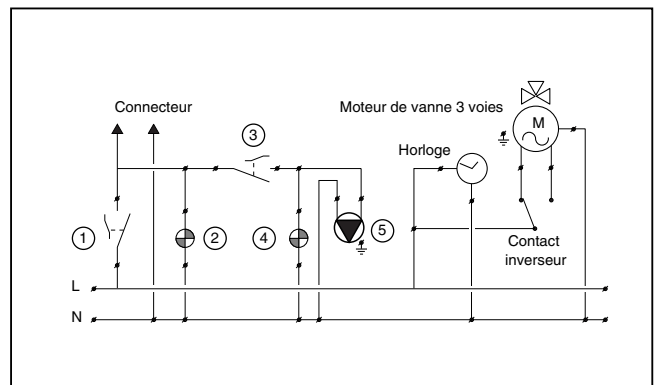 Connecteur
Moteur de vanne 3 voies
3
M
Horloge
1
2
4
5
Contact
inverseur
L
N